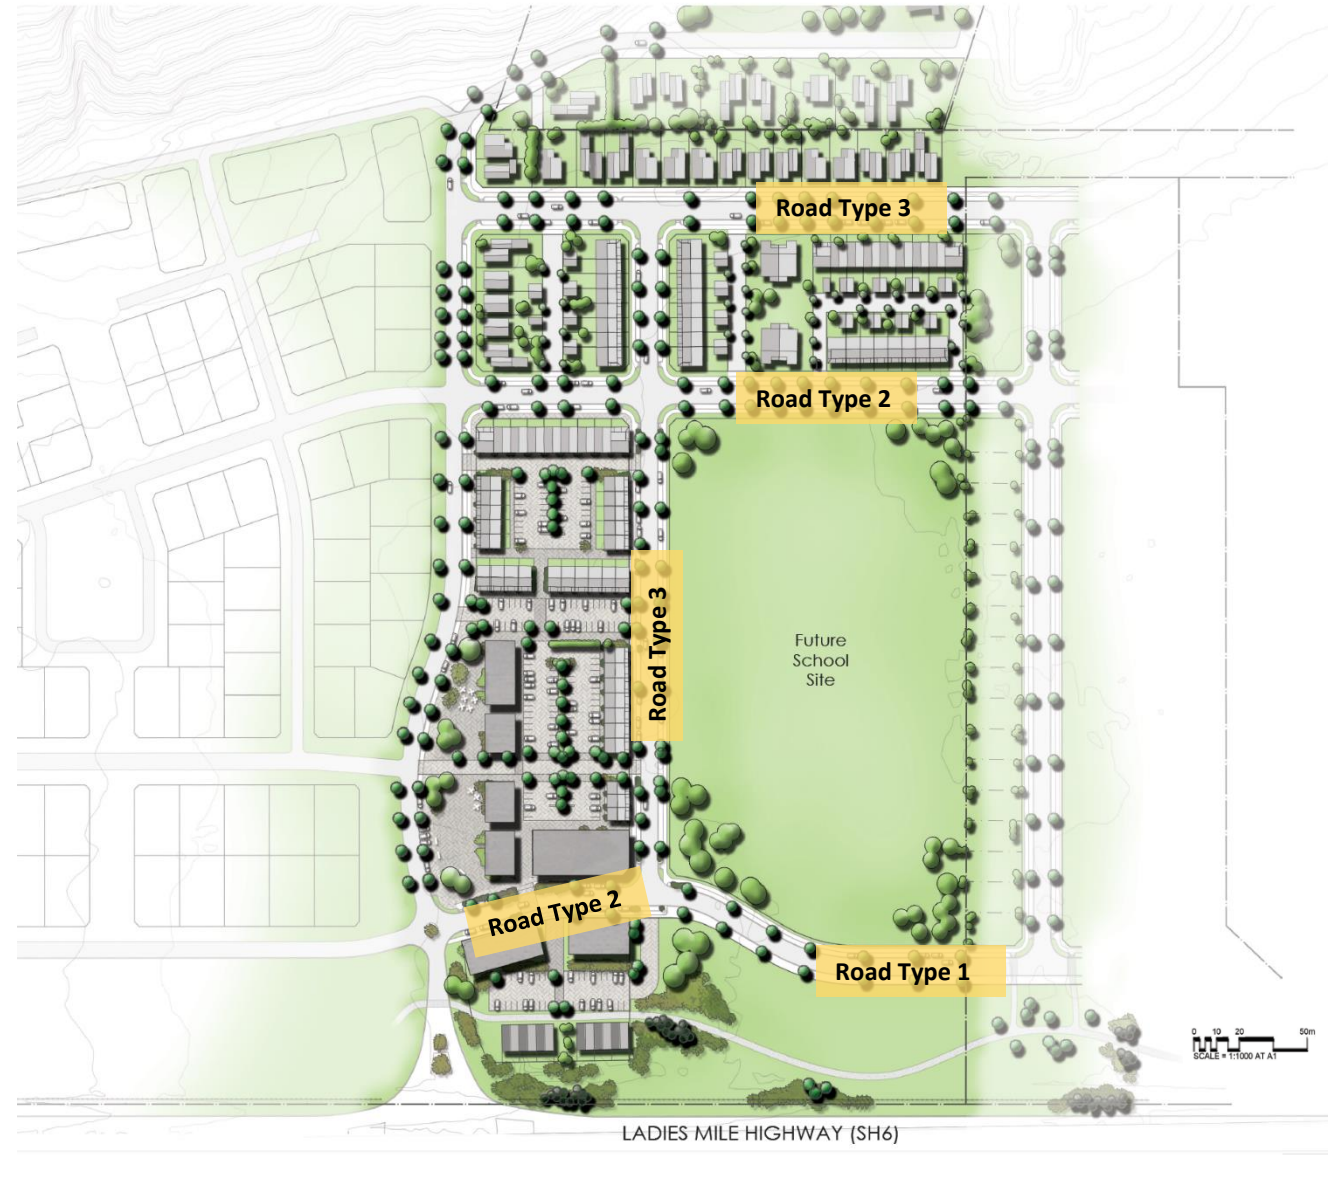 Road Type 3
Road Type 2
Road Type 3
Future
School
Site
Road Type 2
Road Type 1
0 10 20 50m
SCALE = 1:1000 AT A1
LADIES MILE HIGHWAY (SH6)